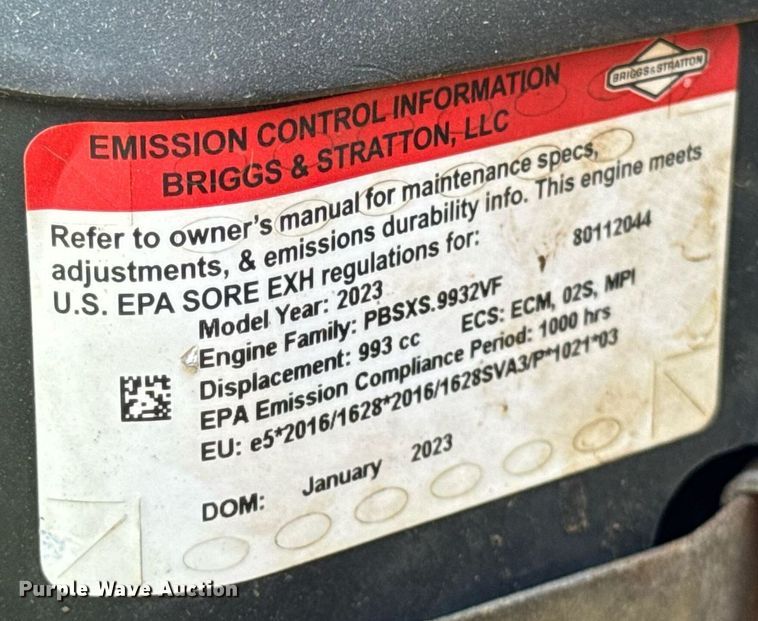 BRIGGS & STRATTON
EMISSION CONTROL INFORMATION
BRIGGS & STRATTON, LLC
Refer to owner's manual for maintenance specs,
adjustments, & emissions durability info. This engine meets
U.S. EPA SORE EXH regulations for:
80112044
Model Year: 2023
Engine Family: PBSXS.9932VF
Displacement: 993 cc ECS: ECM, 02S, MPI
EPA Emission Compliance Period: 1000 hrs
EU: e5*2016/1628*2016/1628SVA3/P*1021*03
DOM: January 2023
Purple Wave Auction